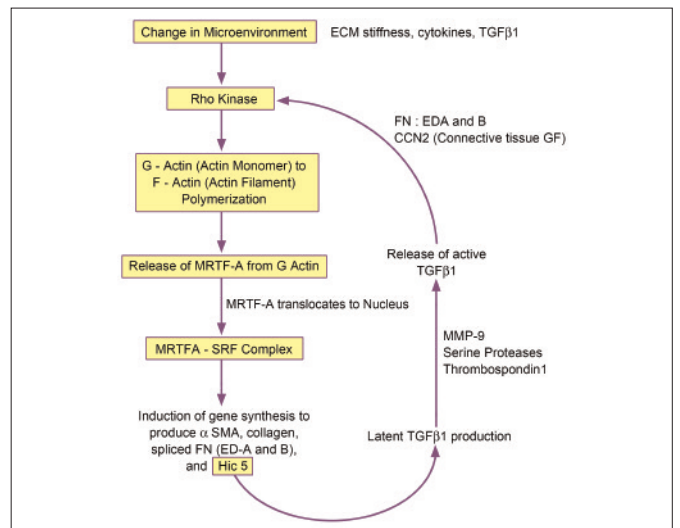 Change in Microenvironment
ECM stiffness, cytokines, TGFβ1
Rho Kinase
FN : EDA and B
CCN2 (Connective tissue GF)
G - Actin (Actin Monomer) to
F - Actin (Actin Filament)
Polymerization
Release of MRTF-A from G Actin
Release of active
TGFβ1
MRTF-A translocates to Nucleus
MRTFA - SRF Complex
MMP-9
Serine Proteases
Thrombospondin1
Induction of gene synthesis to
produce α SMA, collagen,
spliced FN (ED-A and B),
and Hic 5
Latent TGFβ1 production